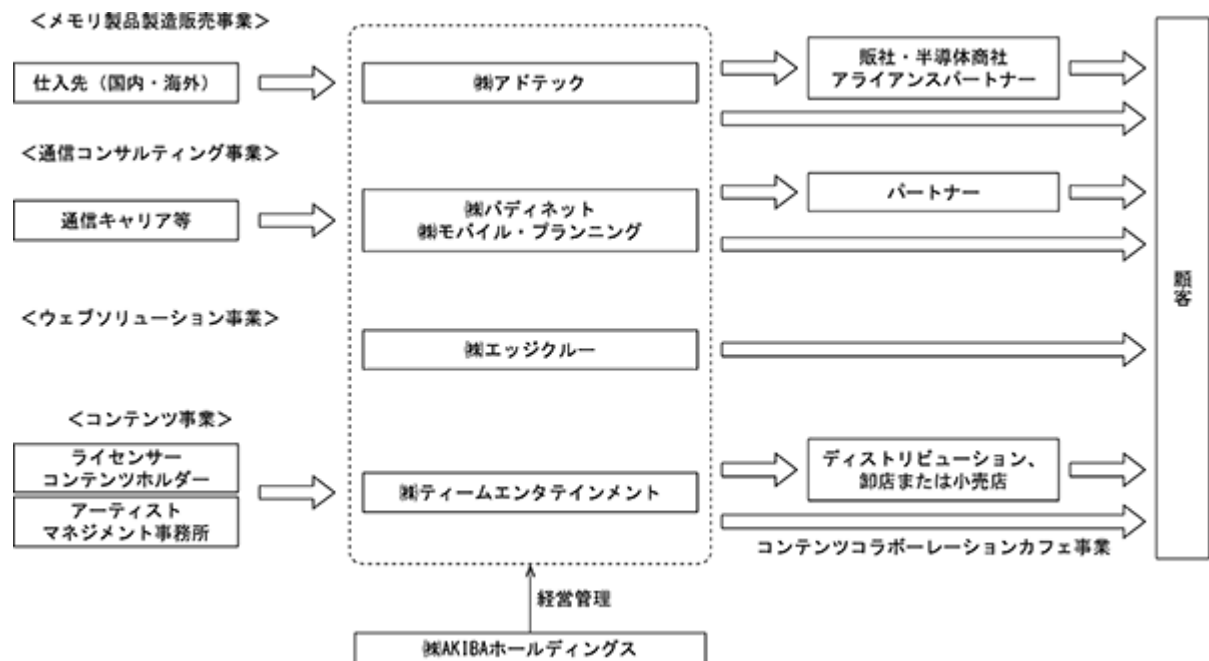 ＜メモリ製品製造販売事業＞
仕入先（国内・海外）
㈱アドテック
販社・半導体商社
アライアンスパートナー
＜通信コンサルティング事業＞
通信キャリア等
㈱バディネット
㈱モバイル・プランニング
パートナー
顧客
＜ウェブソリューション事業＞
㈱エッジクルー
＜コンテンツ事業＞
ライセンサー
コンテンツホルダー
アーティスト
マネジメント事務所
㈱ティームエンタテインメント
ディストリビューション、
卸店または小売店
コンテンツコラボーレーションカフェ事業
経営管理
㈱AKIBAホールディングス